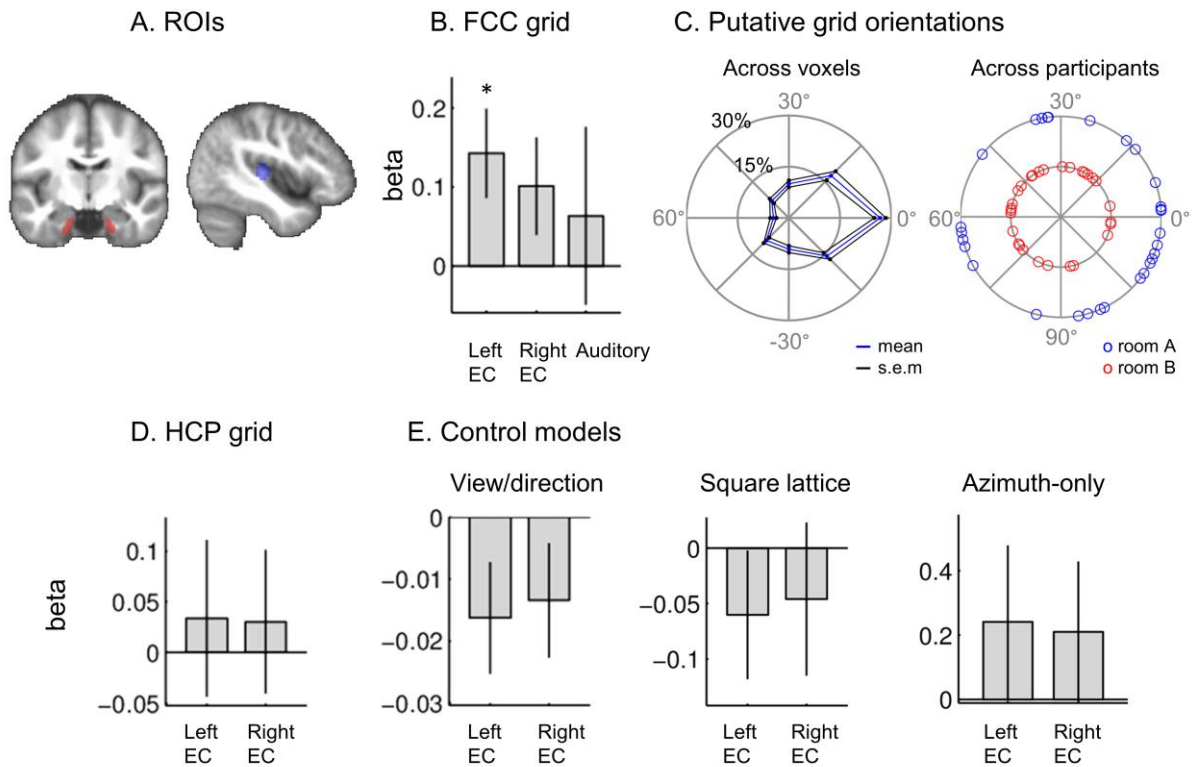 A. ROIs
B. FCC grid
C. Putative grid orientations
Across voxels
Across participants
*
0.2
0.1
0
beta
Left
EC
Right
EC
Auditory
30°
30%
15%
60°
0°
-30°
mean
s.e.m
30°
60°
0°
90°
room A
room B
D. HCP grid
E. Control models
0.1
0.05
0
−0.05
beta
Left
EC
Right
EC
View/direction
0
−0.01
−0.02
−0.03
Left
EC
Right
EC
Square lattice
0
−0.05
−0.1
Left
EC
Right
EC
Azimuth-only
0.4
0.2
0
Left
EC
Right
EC